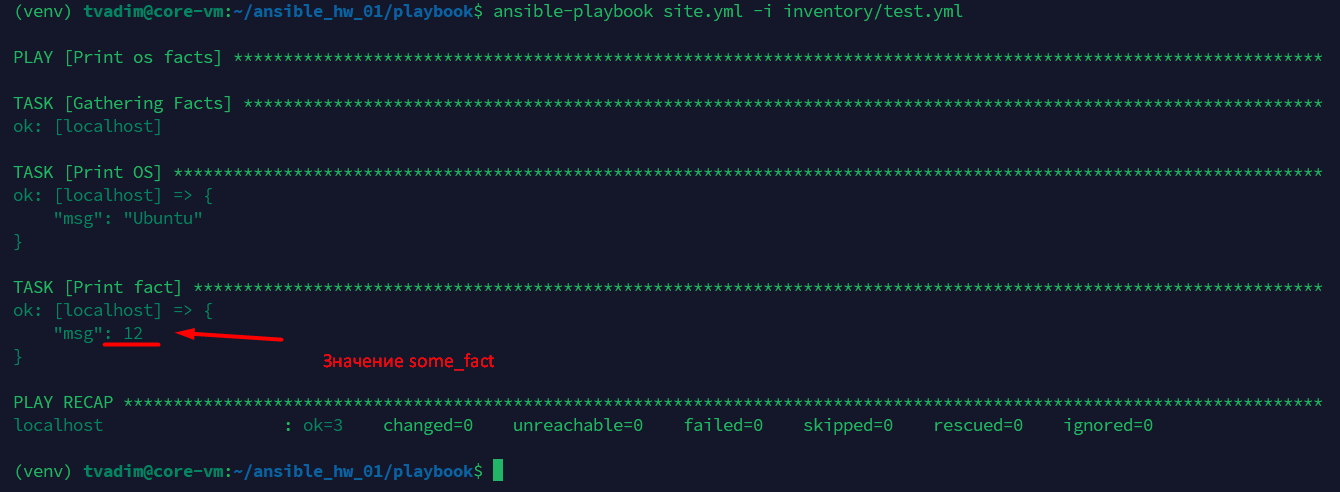 (venv) tvadim@core-vm:~/ansible_hw_01/playbook$ ansible-playbook site.yml -i inventory/test.yml
PLAY [Print os facts] *************************************************************************************************************
TASK [Gathering Facts] ************************************************************************************************************
ok: [localhost]
TASK [Print OS] *******************************************************************************************************************
ok: [localhost] => {
    "msg": "Ubuntu"
}
TASK [Print fact] *****************************************************************************************************************
ok: [localhost] => {
    "msg": 12
}
Значение some_fact
PLAY RECAP ************************************************************************************************************************
localhost                  : ok=3    changed=0    unreachable=0    failed=0    skipped=0    rescued=0    ignored=0
(venv) tvadim@core-vm:~/ansible_hw_01/playbook$